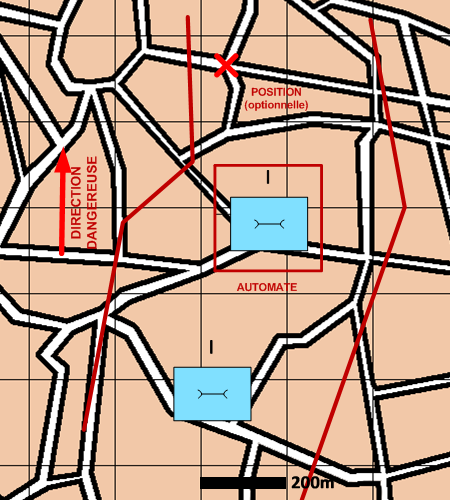 POSITION
(optionnelle)
DIRECTION
DANGEREUSE
I
AUTOMATE
I
200m